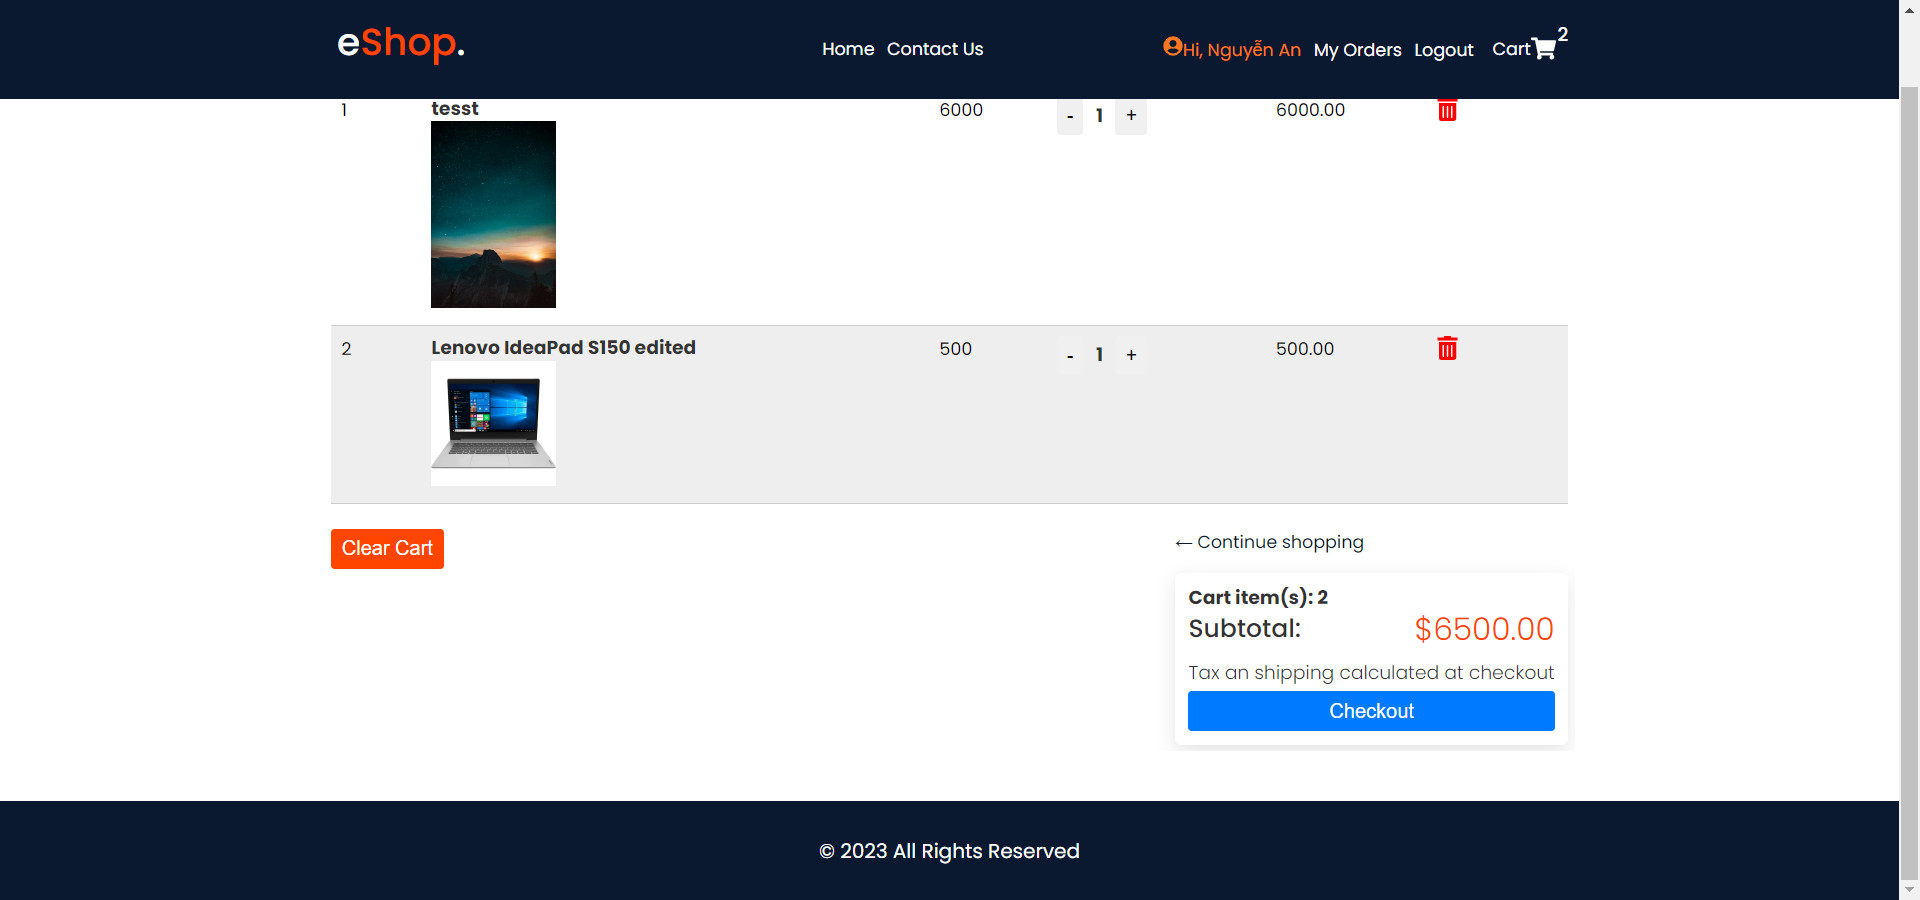 eShop.
Home Contact Us
Hi, Nguyễn An My Orders Logout Cart 2
1 tesst 6000 - 1 + 6000.00
2 Lenovo IdeaPad S150 edited 500 - 1 + 500.00
Clear Cart
← Continue shopping
Cart item(s): 2
Subtotal: $6500.00
Tax an shipping calculated at checkout
Checkout
© 2023 All Rights Reserved